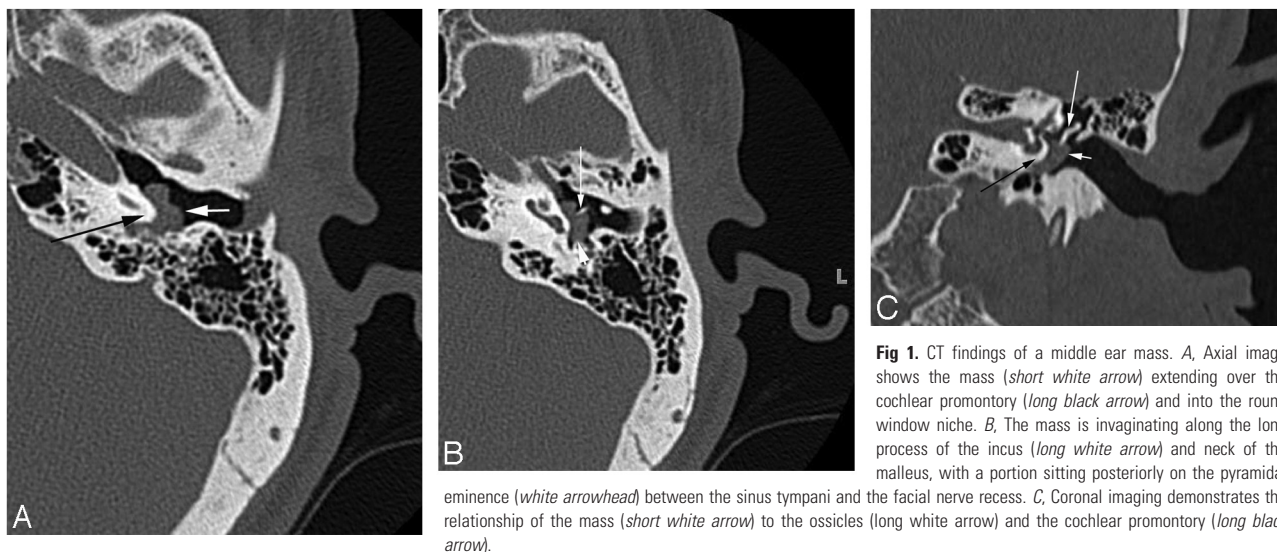 A
B
L
C
Fig 1. CT findings of a middle ear mass. A, Axial imag
shows the mass (short white arrow) extending over th
cochlear promontory (long black arrow) and into the roun
window niche. B, The mass is invaginating along the lon
process of the incus (long white arrow) and neck of th
malleus, with a portion sitting posteriorly on the pyramida
eminence (white arrowhead) between the sinus tympani and the facial nerve recess. C, Coronal imaging demonstrates th
relationship of the mass (short white arrow) to the ossicles (long white arrow) and the cochlear promontory (long blac
arrow).